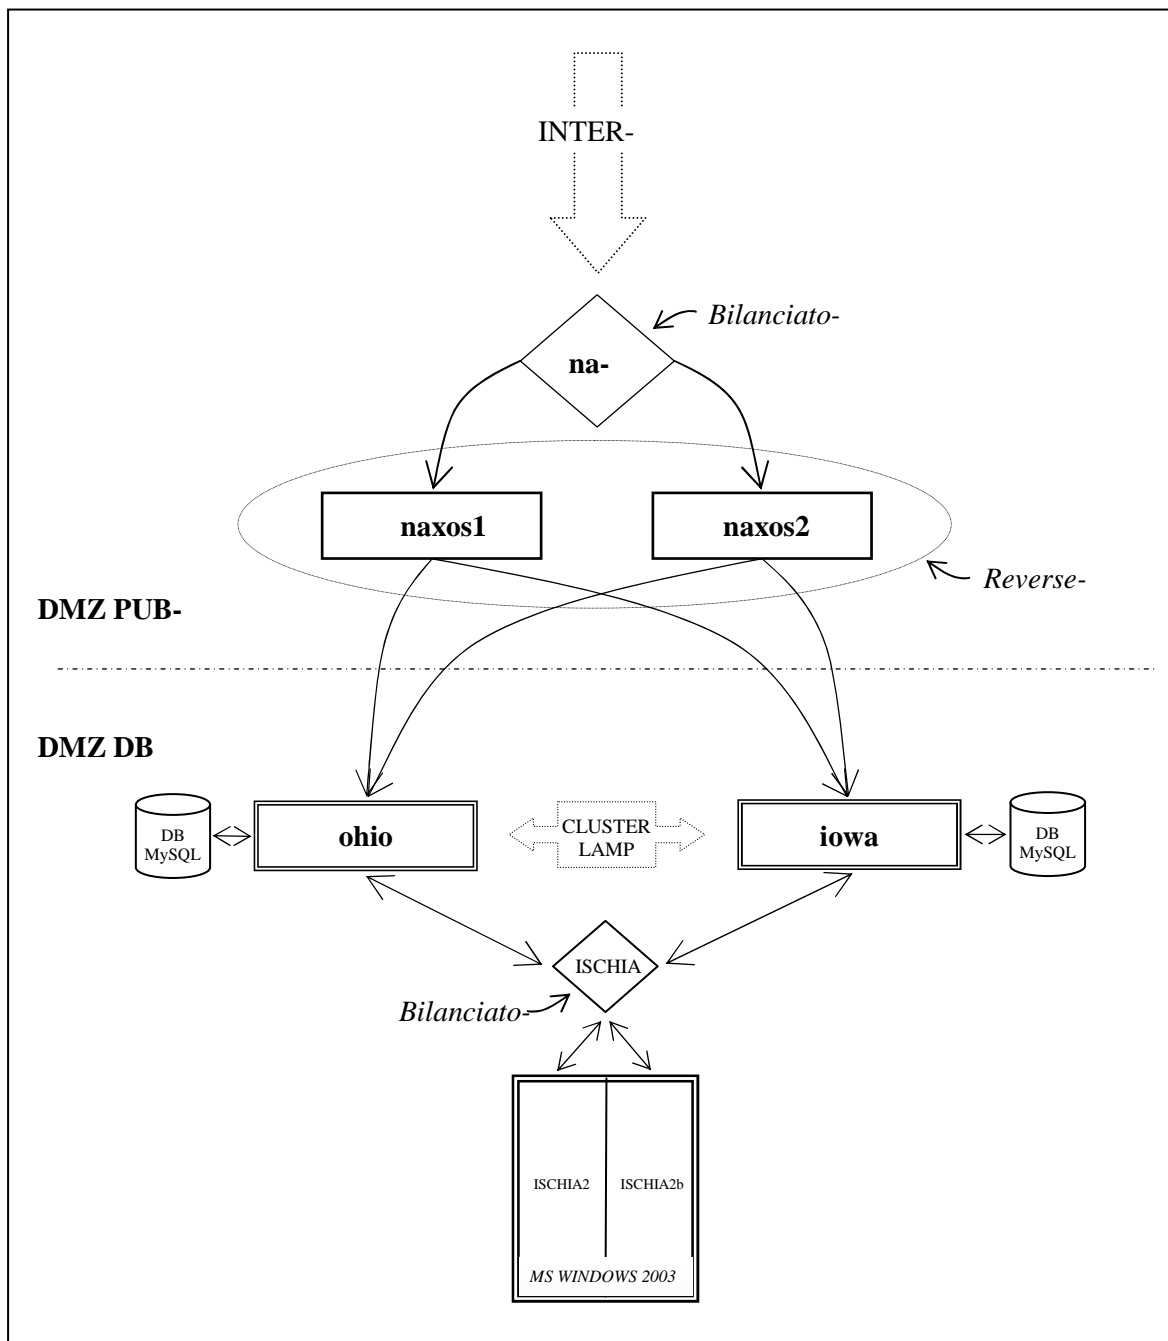 INTER-
Bilanciato-
na-
naxos1
naxos2
Reverse-
DMZ PUB-
DMZ DB
DB
MySQL
ohio
CLUSTER
LAMP
iowa
DB
MySQL
ISCHIA
Bilanciato-
ISCHIA2
ISCHIA2b
MS WINDOWS 2003